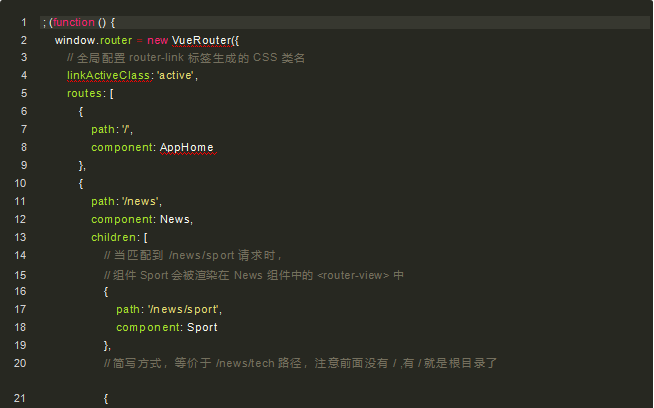 1 ; (function () {
2 window.router = new VueRouter({
3 // 全局配置 router-link 标签生成的 CSS 类名
4 linkActiveClass: 'active',
5 routes: [
6 {
7 path: '/',
8 component: AppHome
9 },
10 {
11 path: '/news',
12 component: News,
13 children: [
14 // 当匹配到 /news/sport 请求时，
15 // 组件 Sport 会被渲染在 News 组件中的 <router-view> 中
16 {
17 path: '/news/sport',
18 component: Sport
19 },
20 // 简写方式，等价于 /news/tech 路径，注意前面没有 / ,有 / 就是根目录了
21 {